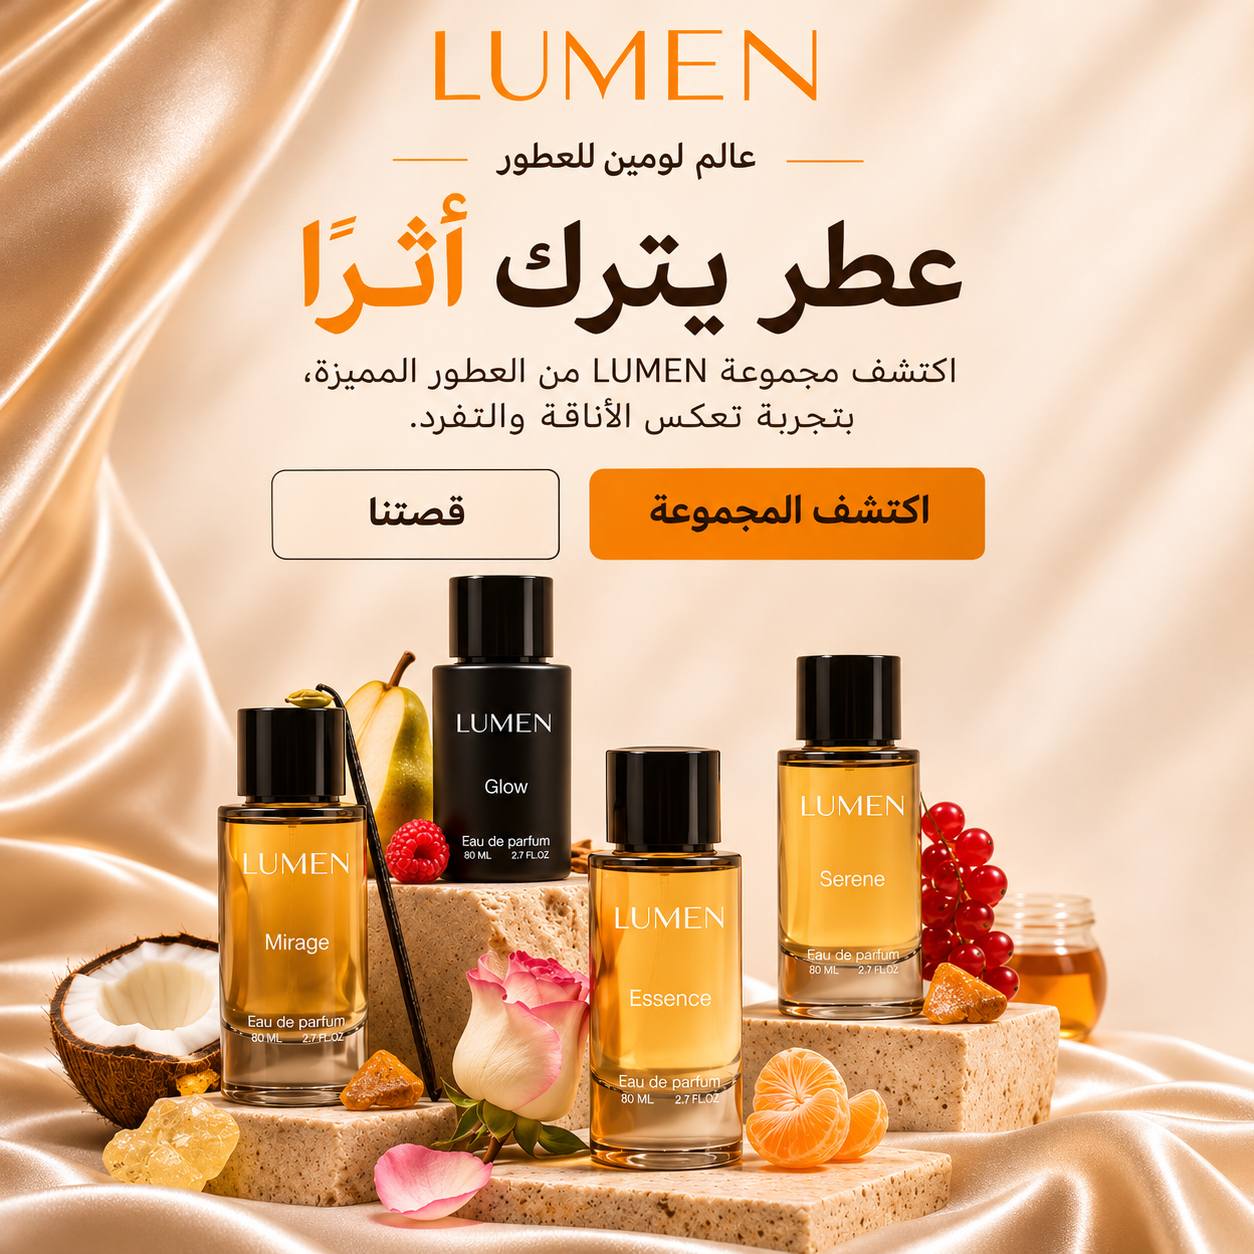 LUMEN
عالم لومين للعطور
عطر يترك أثرًا
اكتشف مجموعة LUMEN من العطور المميزة،
بتجربة تعكس الأناقة والتفرد.
اكتشف المجموعة
قصتنا
LUMEN
Glow
Eau de parfum
80 ML 2.7 FL.OZ
LUMEN
Serene
Eau de parfum
80 ML 2.7 FL.OZ
LUMEN
Mirage
Eau de parfum
80 ML 2.7 FL.OZ
LUMEN
Essence
Eau de parfum
80 ML 2.7 FL.OZ